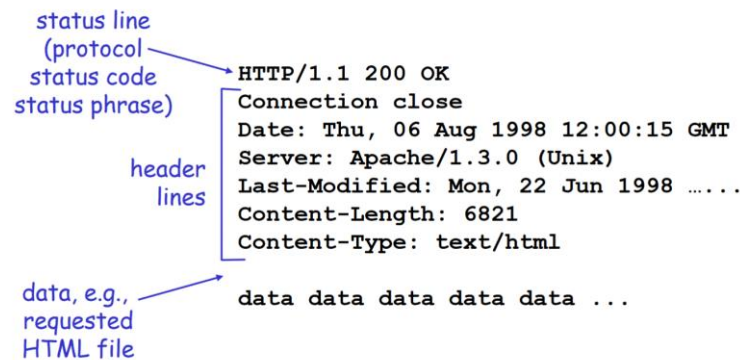 status line
(protocol
status code
status phrase)
HTTP/1.1 200 OK
Connection close
Date: Thu, 06 Aug 1998 12:00:15 GMT
Server: Apache/1.3.0 (Unix)
Last-Modified: Mon, 22 Jun 1998 …...
Content-Length: 6821
Content-Type: text/html
header
lines
data, e.g.,
requested
HTML file
data data data data data ...